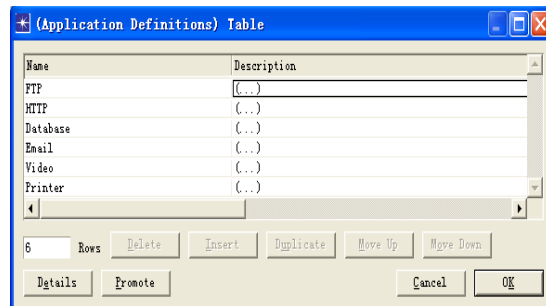 (Application Definitions) Table
Name Description
FTP (...)
HTTP (...)
Database (...)
Email (...)
Video (...)
Printer (...)
6 Rows Delete Insert Duplicate Move Up Move Down
Details Promote Cancel OK